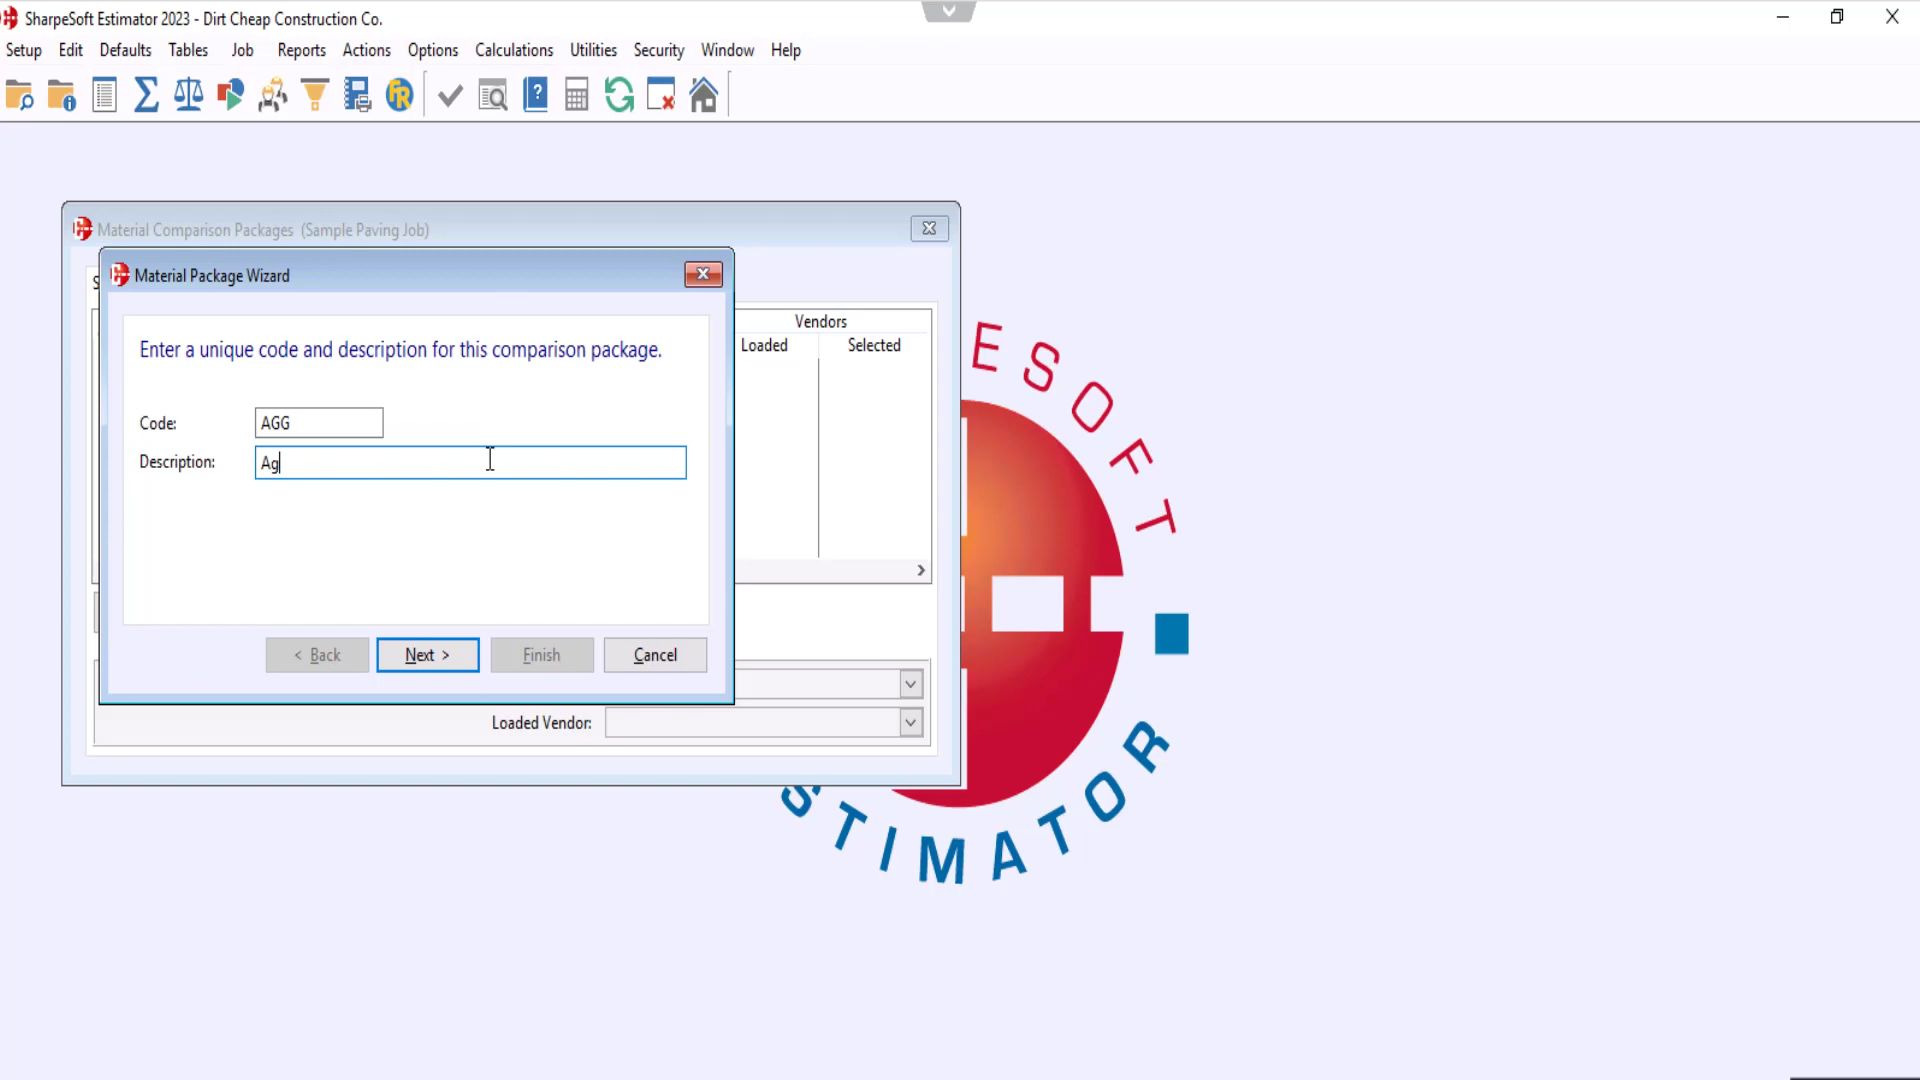 SharpeSoft Estimator 2023 - Dirt Cheap Construction Co.
Setup Edit Defaults Tables Job Reports Actions Options Calculations Utilities Security Window Help
Material Comparison Packages (Sample Paving Job)
Material Package Wizard
Enter a unique code and description for this comparison package.
Code: AGG
Description: Ag
< Back Next > Finish Cancel
Vendors
Loaded Selected
Loaded Vendor:
ESOFT
STIMATOR